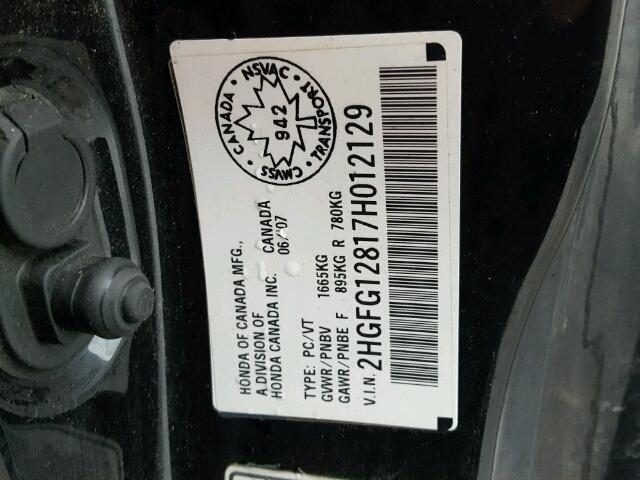 HONDA OF CANADA MFG.,
A DIVISION OF
HONDA CANADA INC. CANADA
06/07
TYPE: PC/VT
GVWR/PNBV 1665KG
GAWR/PNBE F 895KG R 780KG
V.I.N. 2HGFG12817H012129
CANADA · NSVAC · TRANSPORT · CMVSS ·
942